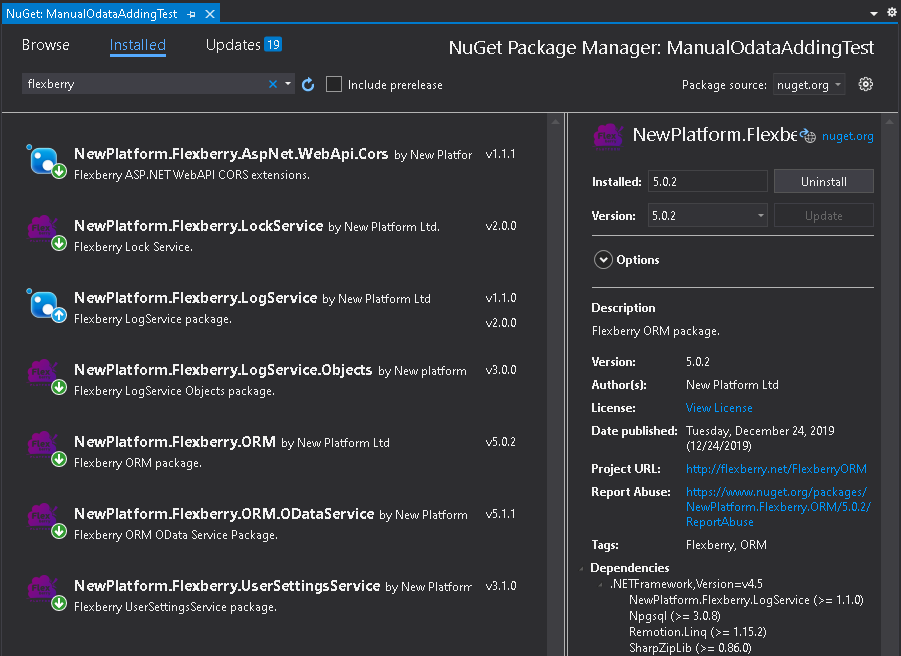 NuGet: ManualOdataAddingTest
Browse
Installed
Updates 19
NuGet Package Manager: ManualOdataAddingTest
flexberry
Include prerelease
Package source: nuget.org
NewPlatform.Flexberry.AspNet.WebApi.Cors by New Platfor v1.1.1
Flexberry ASP.NET WebAPI CORS extensions.
NewPlatform.Flexberry.LockService by New Platform Ltd. v2.0.0
Flexberry Lock Service.
NewPlatform.Flexberry.LogService by New Platform Ltd v1.1.0
Flexberry LogService package. v2.0.0
NewPlatform.Flexberry.LogService.Objects by New platform v3.0.0
Flexberry LogService Objects package.
NewPlatform.Flexberry.ORM by New Platform Ltd v5.0.2
Flexberry ORM package.
NewPlatform.Flexberry.ORM.ODataService by New Platform v5.1.1
Flexberry ORM OData Service Package.
NewPlatform.Flexberry.UserSettingsService by New Platform v3.1.0
Flexberry UserSettingsService package.
NewPlatform.Flexbe nuget.org
Installed: 5.0.2 Uninstall
Version: 5.0.2 Update
Options
Description
Flexberry ORM package.
Version: 5.0.2
Author(s): New Platform Ltd
License: View License
Date published: Tuesday, December 24, 2019
(12/24/2019)
Project URL: http://flexberry.net/FlexberryORM
Report Abuse: https://www.nuget.org/packages/
NewPlatform.Flexberry.ORM/5.0.2/
ReportAbuse
Tags: Flexberry, ORM
Dependencies
.NETFramework,Version=v4.5
NewPlatform.Flexberry.LogService (>= 1.1.0)
Npgsql (>= 3.0.8)
Remotion.Linq (>= 1.15.2)
SharpZipLib (>= 0.86.0)